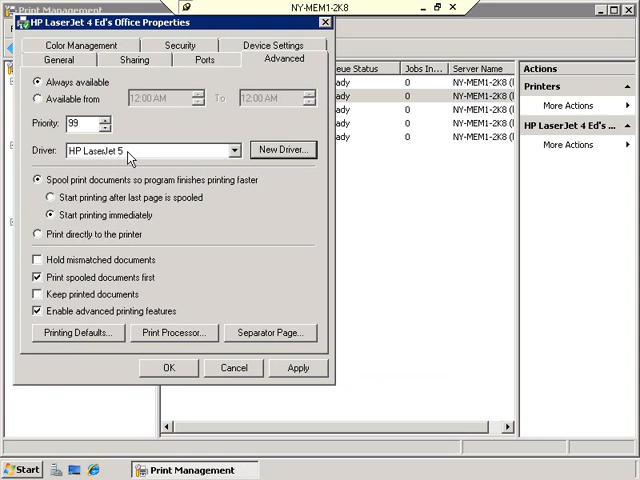 Print Management
NY-MEM1-2K8
HP LaserJet 4 Ed's Office Properties
Color Management
Security
Device Settings
General
Sharing
Ports
Advanced
Always available
Available from
12:00 AM
To
12:00 AM
Priority:
99
Driver:
HP LaserJet 5
New Driver...
Spool print documents so program finishes printing faster
Start printing after last page is spooled
Start printing immediately
Print directly to the printer
Hold mismatched documents
Print spooled documents first
Keep printed documents
Enable advanced printing features
Printing Defaults...
Print Processor...
Separator Page...
OK
Cancel
Apply
ueue Status
Jobs In...
Server Name
ady
0
NY-MEM1-2K8 (l
ady
0
NY-MEM1-2K8 (l
ady
0
NY-MEM1-2K8 (l
ady
0
NY-MEM1-2K8 (l
Actions
Printers
More Actions
HP LaserJet 4 Ed's ...
More Actions
Start
Print Management